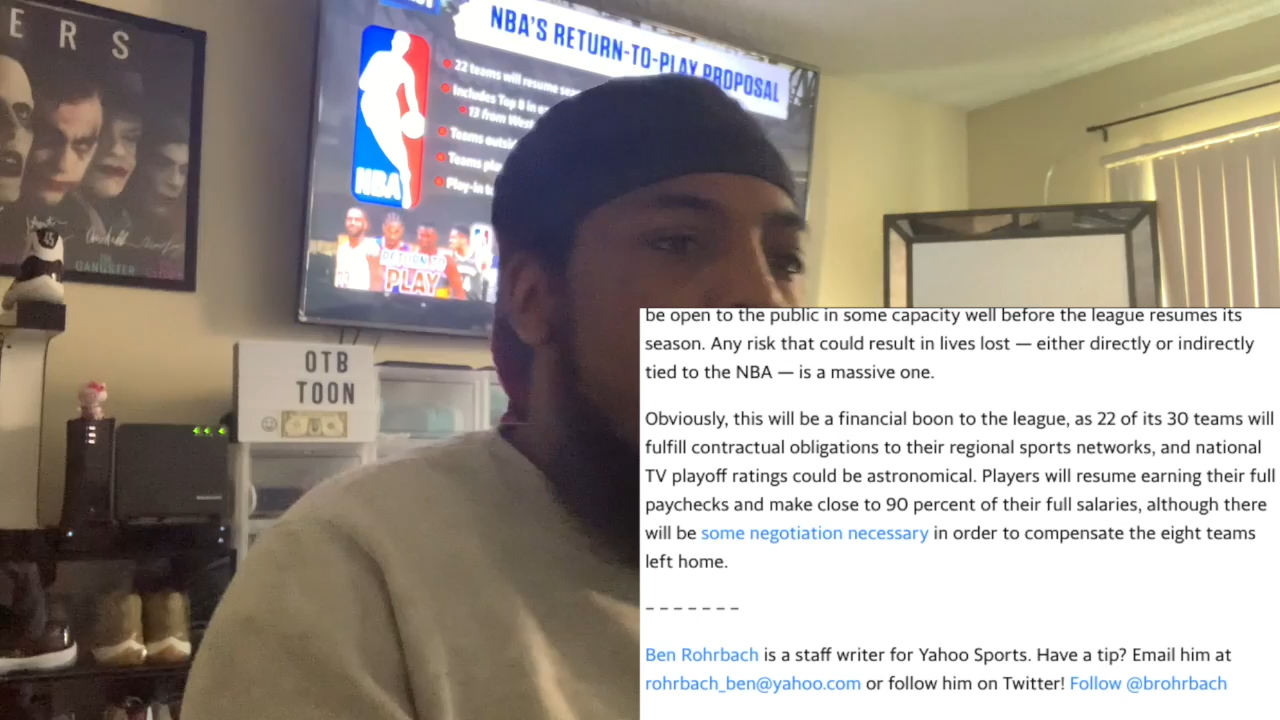 ERS
GANGSTER
NBA'S RETURN-TO-PLAY PROPOSAL
22 teams will resume
Includes Top 8 in
13 from West
Teams
Teams
Play-in
NBA
RETURN TO
PLAY
45
OTB
TOON
be open to the public in some capacity well before the league resumes its
season. Any risk that could result in lives lost — either directly or indirectly
tied to the NBA — is a massive one.
Obviously, this will be a financial boon to the league, as 22 of its 30 teams will
fulfill contractual obligations to their regional sports networks, and national
TV playoff ratings could be astronomical. Players will resume earning their full
paychecks and make close to 90 percent of their full salaries, although there
will be some negotiation necessary in order to compensate the eight teams
left home.
– – – – – – –
Ben Rohrbach is a staff writer for Yahoo Sports. Have a tip? Email him at
rohrbach_ben@yahoo.com or follow him on Twitter! Follow @brohrbach